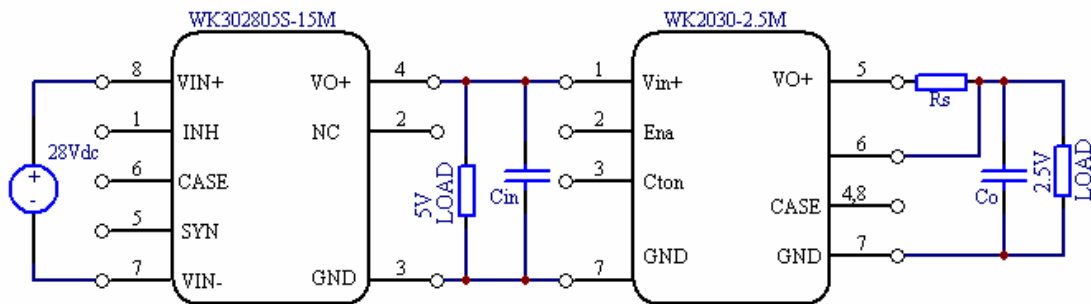 WK302805S-15M
WK2030-2.5M
28Vdc
+
-
8
VIN+
1
INH
6
CASE
5
SYN
7
VIN-
VO+
4
NC
2
GND
3
5V
LOAD
Cin
1
Vin+
2
Ena
3
Cton
7
GND
VO+
5
6
CASE
4,8
GND
7
Rs
Co
2.5V
LOAD